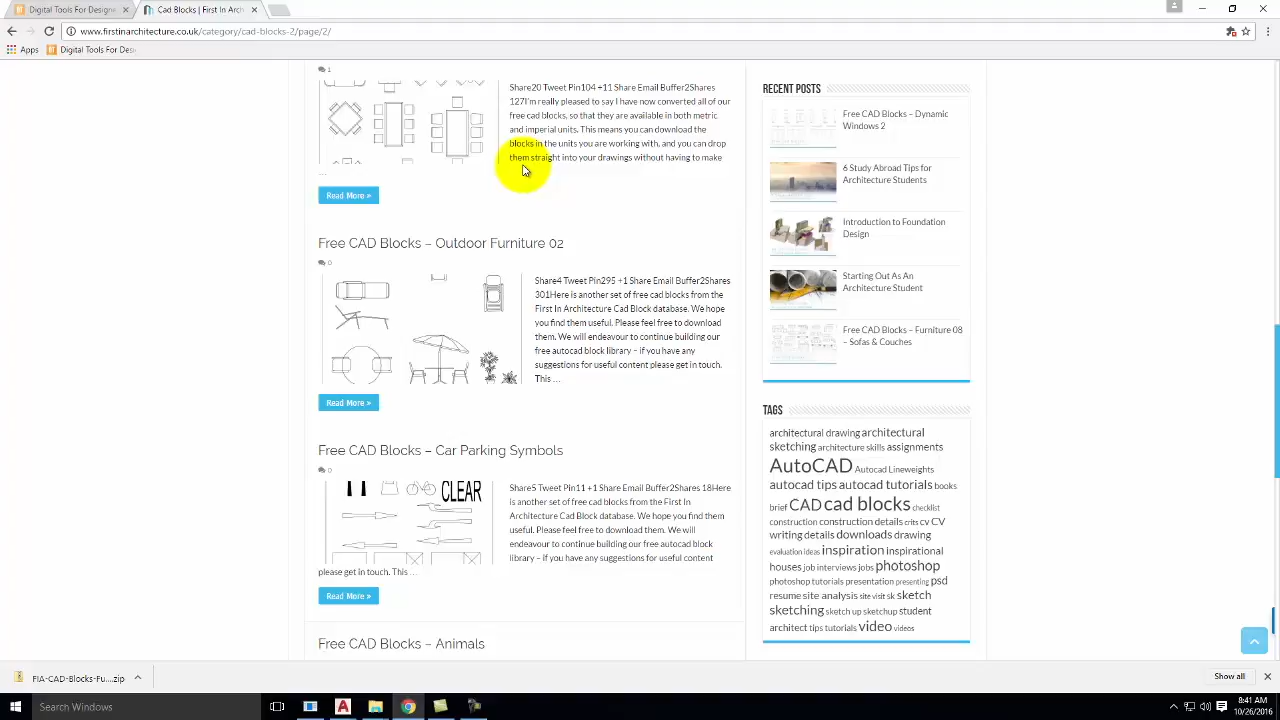 Digital Tools For Designe
Cad Blocks | First In Arch
www.firstinarchitecture.co.uk/category/cad-blocks-2/page/2/
Apps
Digital Tools For Des
1
Share20 Tweet Pin104 +11 Share Email Buffer2Shares
127I'm really pleased to say I have now converted all of our
free cad blocks, so that they are available in both metric
and imperial units. This means you can download the
blocks in the units you are working with, and you can drop
them straight into your drawings without having to make
...
Read More »
Free CAD Blocks – Outdoor Furniture 02
0
Share4 Tweet Pin295 +1 Share Email Buffer2Shares
301Here is another set of free cad blocks from the
First In Architecture Cad Block database. We hope
you find them useful. Please feel free to download
them. We will endeavour to continue building our
free autocad block library – if you have any
suggestions for useful content please get in touch.
This ...
Read More »
Free CAD Blocks – Car Parking Symbols
0
CLEAR
Share5 Tweet Pin11 +1 Share Email Buffer2Shares 18Here
is another set of free cad blocks from the First In
Architecture Cad Block database. We hope you find them
useful. Please feel free to download them. We will
endeavour to continue building our free autocad block
library – if you have any suggestions for useful content
please get in touch. This ...
Read More »
Free CAD Blocks – Animals
RECENT POSTS
Free CAD Blocks – Dynamic
Windows 2
6 Study Abroad Tips for
Architecture Students
Introduction to Foundation
Design
Starting Out As An
Architecture Student
Free CAD Blocks – Furniture 08
– Sofas & Couches
TAGS
architectural drawing architectural
sketching architecture skills assignments
AutoCAD Autocad Lineweights
autocad tips autocad tutorials books
brief CAD cad blocks checklist
construction construction details crits cv CV
writing details downloads drawing
evaluation ideas inspiration inspirational
houses job interviews jobs photoshop
photoshop tutorials presentation presenting psd
resume site analysis site visit sk sketch
sketching sketch up sketchup student
architect tips tutorials video videos
FIA-CAD-Blocks-Fu....zip
Show all
Search Windows
8:41 AM
10/26/2016